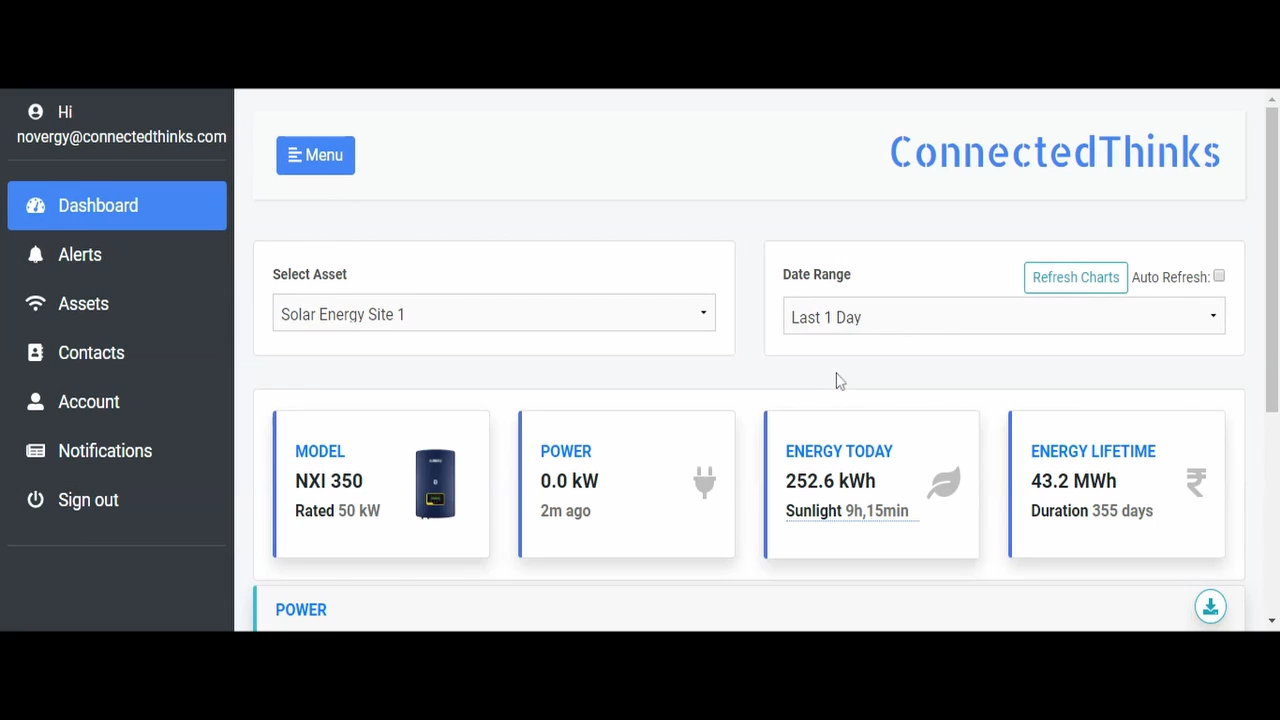 Hi
novergy@connectedthinks.com
Dashboard
Alerts
Assets
Contacts
Account
Notifications
Sign out
Menu
ConnectedThinks
Select Asset
Solar Energy Site 1
Date Range
Refresh Charts
Auto Refresh:
Last 1 Day
MODEL
NXI 350
Rated 50 kW
POWER
0.0 kW
2m ago
ENERGY TODAY
252.6 kWh
Sunlight 9h,15min
ENERGY LIFETIME
43.2 MWh
₹
Duration 355 days
POWER